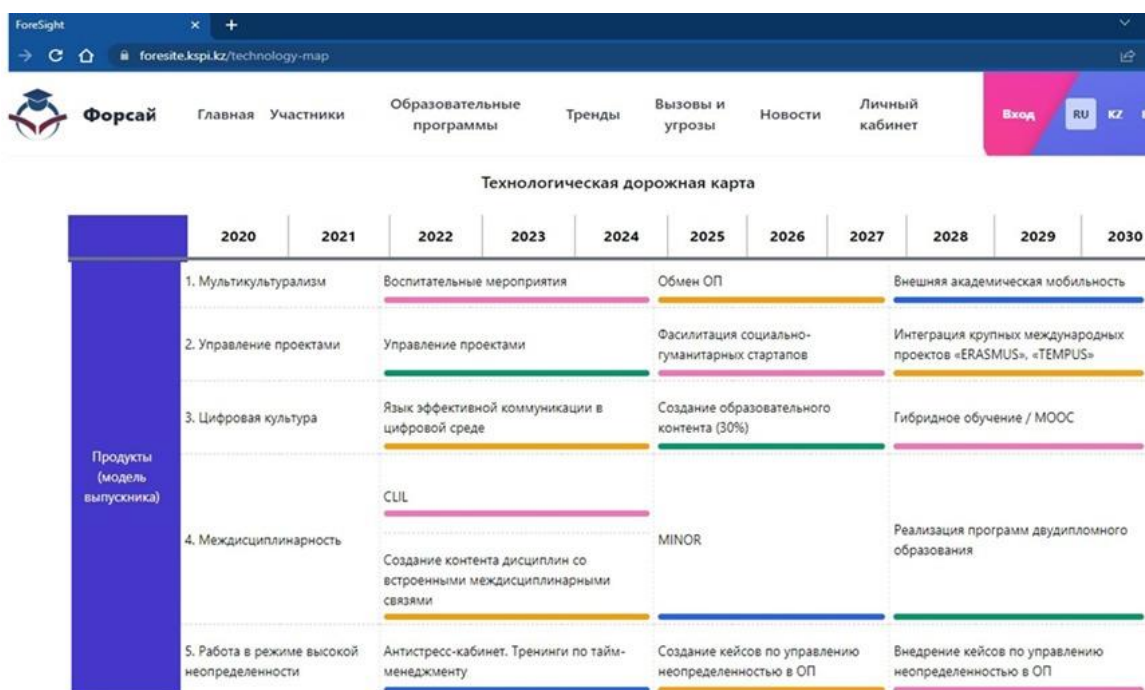 ForeSight
foresite.kspi.kz/technology-map
Форсай
Главная
Участники
Образовательные
программы
Тренды
Вызовы и
угрозы
Новости
Личный
кабинет
Вход
RU
KZ
Технологическая дорожная карта
2020 2021 2022 2023 2024 2025 2026 2027 2028 2029 2030
Продукты
(модель
выпускника)
1. Мультикультурализм
Воспитательные мероприятия
Обмен ОП
Внешняя академическая мобильность
2. Управление проектами
Управление проектами
Фасилитация социально-
гуманитарных стартапов
Интеграция крупных международных
проектов «ERASMUS», «TEMPUS»
3. Цифровая культура
Язык эффективной коммуникации в
цифровой среде
Создание образовательного
контента (30%)
Гибридное обучение / МООС
4. Междисциплинарность
CLIL
Создание контента дисциплин со
встроенными междисциплинарными
связями
MINOR
Реализация программ двудипломного
образования
5. Работа в режиме высокой
неопределенности
Антистресс-кабинет. Тренинги по тайм-
менеджменту
Создание кейсов по управлению
неопределенностью в ОП
Внедрение кейсов по управлению
неопределенностью в ОП